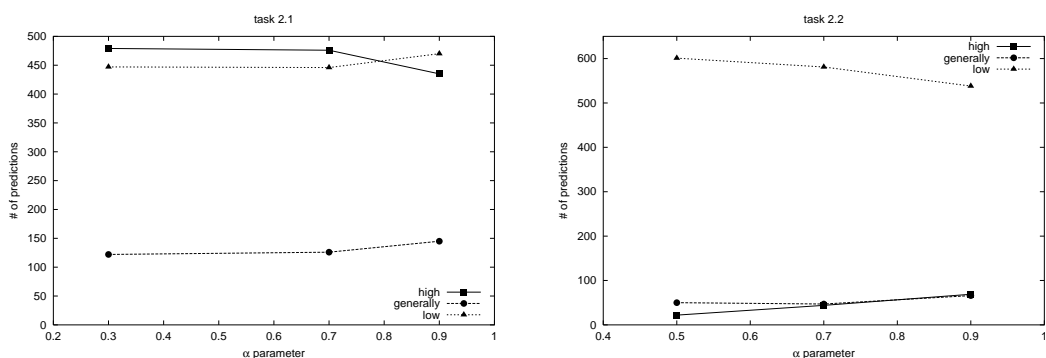 task 2.1
500
450
400
350
300
250
200
150
100
50
0
# of predictions
0.2 0.3 0.4 0.5 0.6 0.7 0.8 0.9 1
α parameter
high
generally
low
task 2.2
600
500
400
300
200
100
0
# of predictions
0.4 0.5 0.6 0.7 0.8 0.9 1
α parameter
high
generally
low